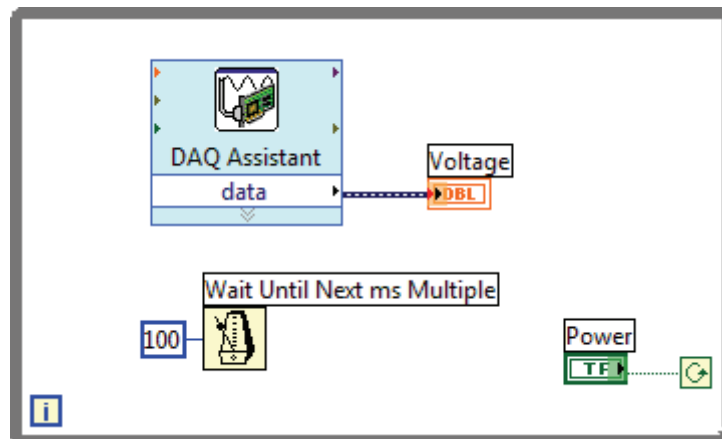 DAQ Assistant
data
Voltage
DBL
Wait Until Next ms Multiple
100
Power
TF
i